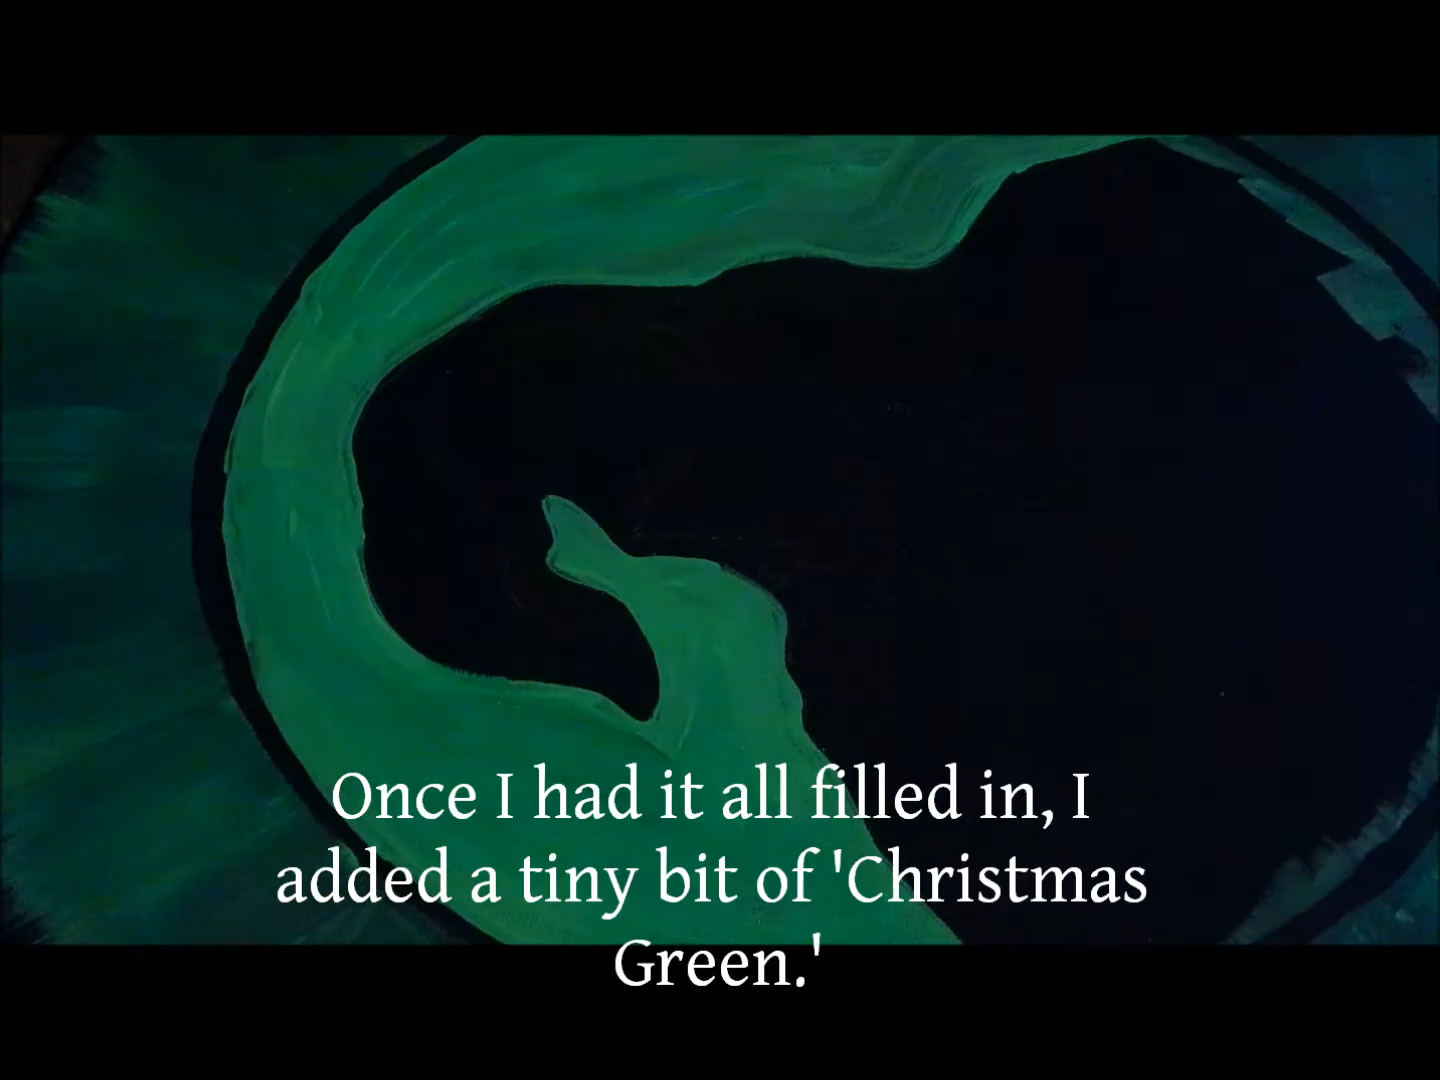 Once I had it all filled in, I
added a tiny bit of 'Christmas
Green.'